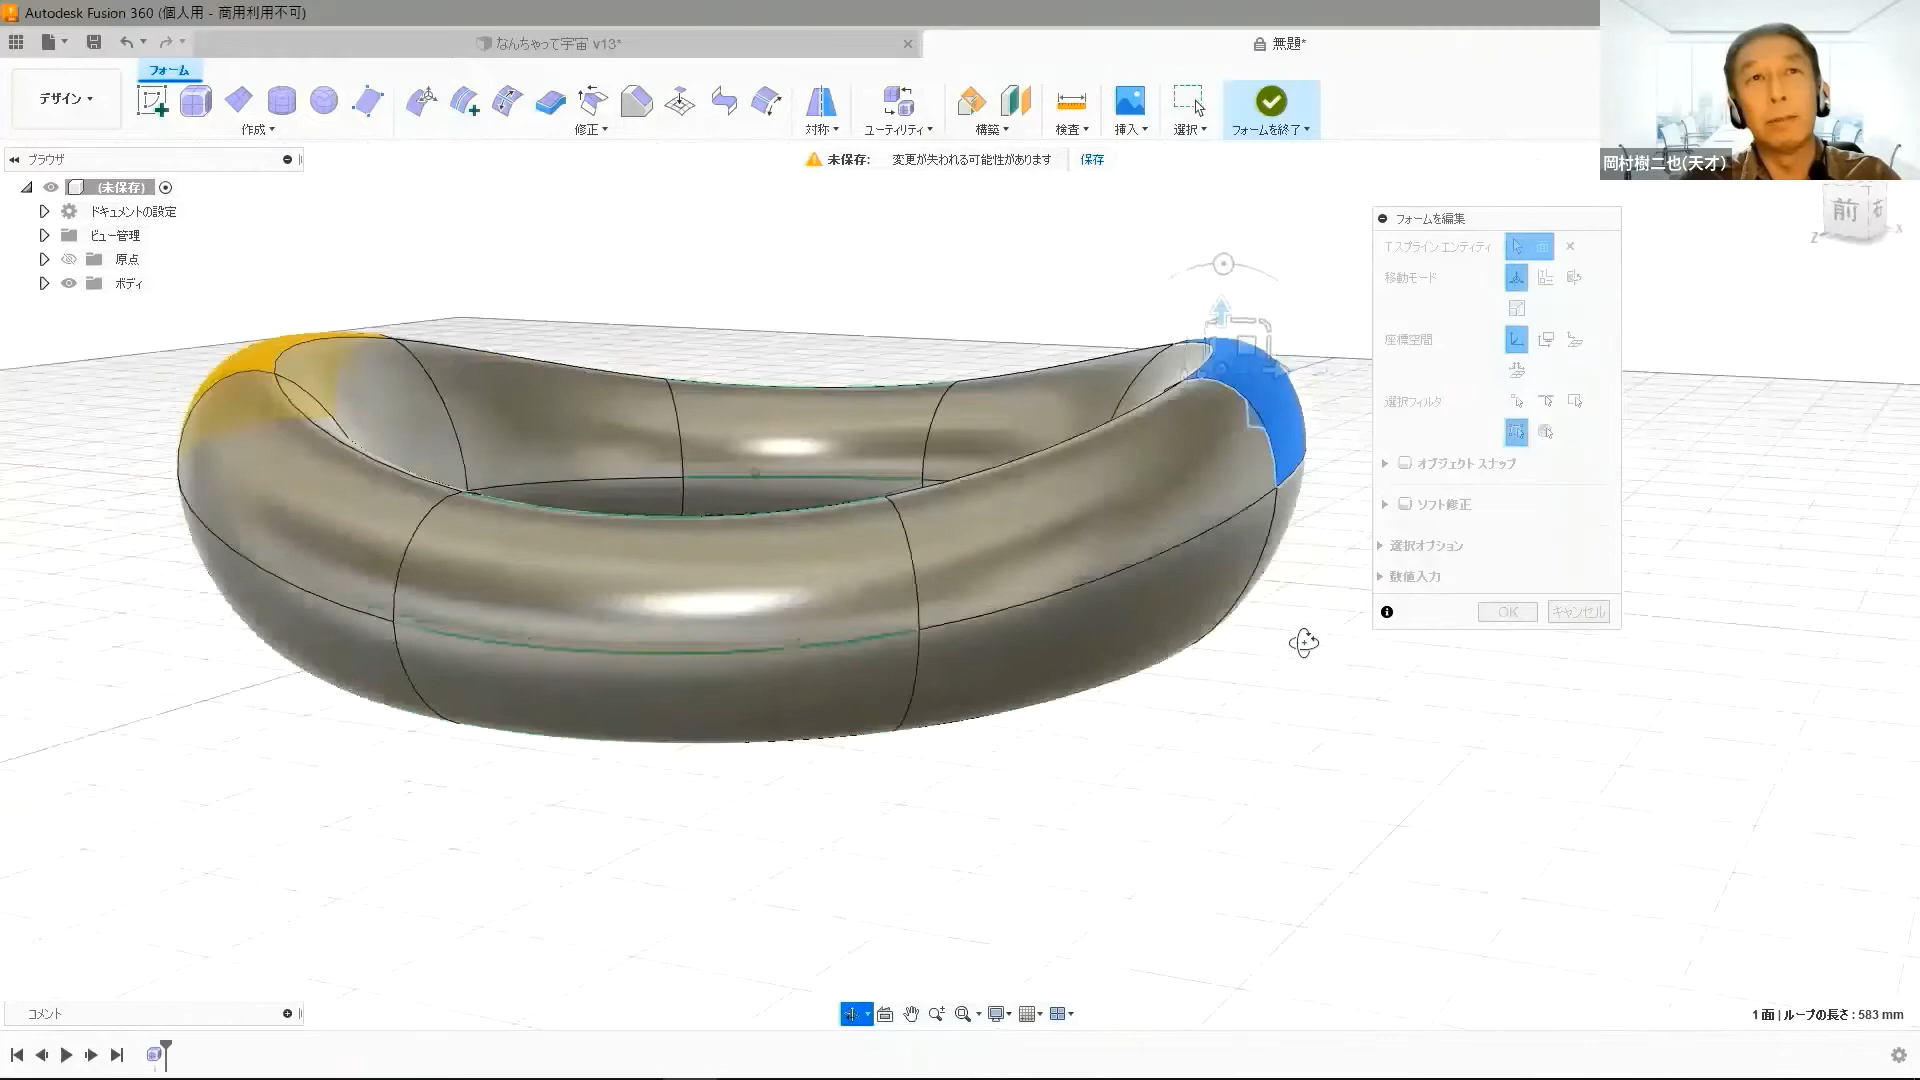 Autodesk Fusion 360 (個人用 - 商用利用不可)
なんちゃって宇宙 v13*
無題*
フォーム
デザイン
作成
修正
対称
ユーティリティ
構築
検査
挿入
選択
フォームを終了
岡村樹二也(天才)
ブラウザ
未保存: 変更が失われる可能性があります 保存
(未保存)
ドキュメントの設定
ビュー管理
原点
ボディ
前
右
Z
X
フォームを編集
T スプライン エンティティ
移動モード
座標空間
選択フィルタ
オブジェクト スナップ
ソフト修正
選択オプション
数値入力
OK
キャンセル
コメント
1 面 | ループの長さ : 583 mm